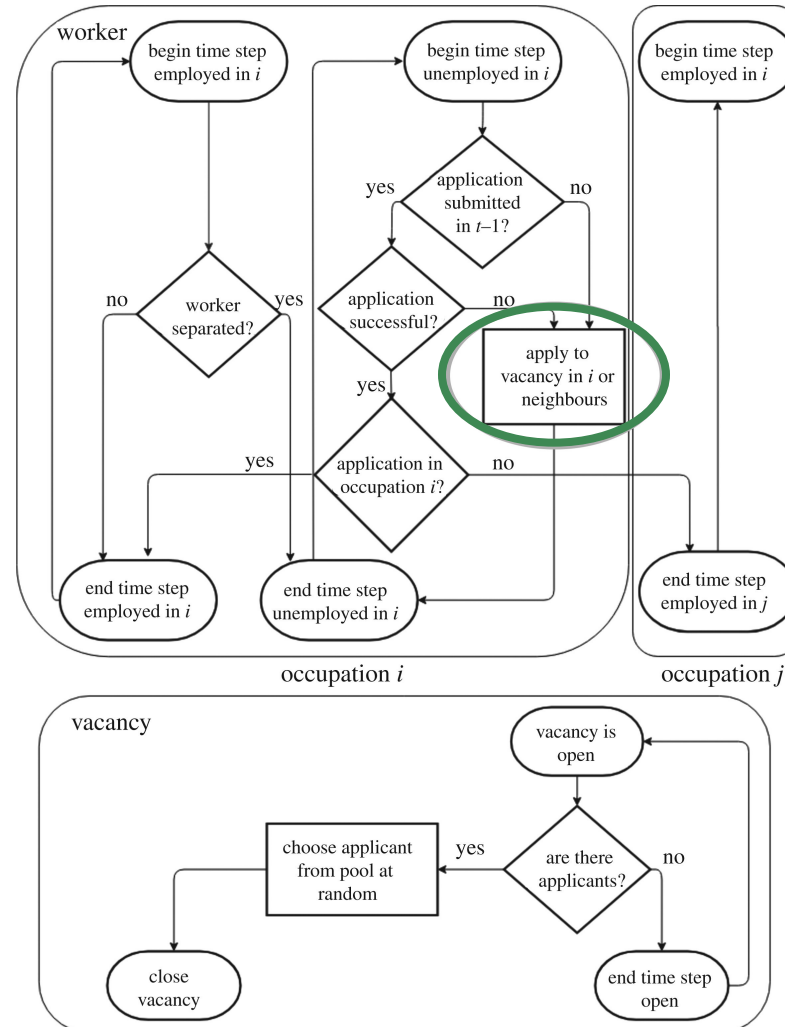 worker
begin time step
employed in i
begin time step
unemployed in i
begin time step
employed in i
yes
application
submitted
in t–1?
no
no
worker
separated?
yes
application
successful?
no
apply to
vacancy in i or
neighbours
yes
yes
application in
occupation i?
no
end time step
employed in i
end time step
unemployed in i
end time step
employed in j
occupation i
occupation j
vacancy
vacancy is
open
choose applicant
from pool at
random
yes
are there
applicants?
no
close
vacancy
end time step
open